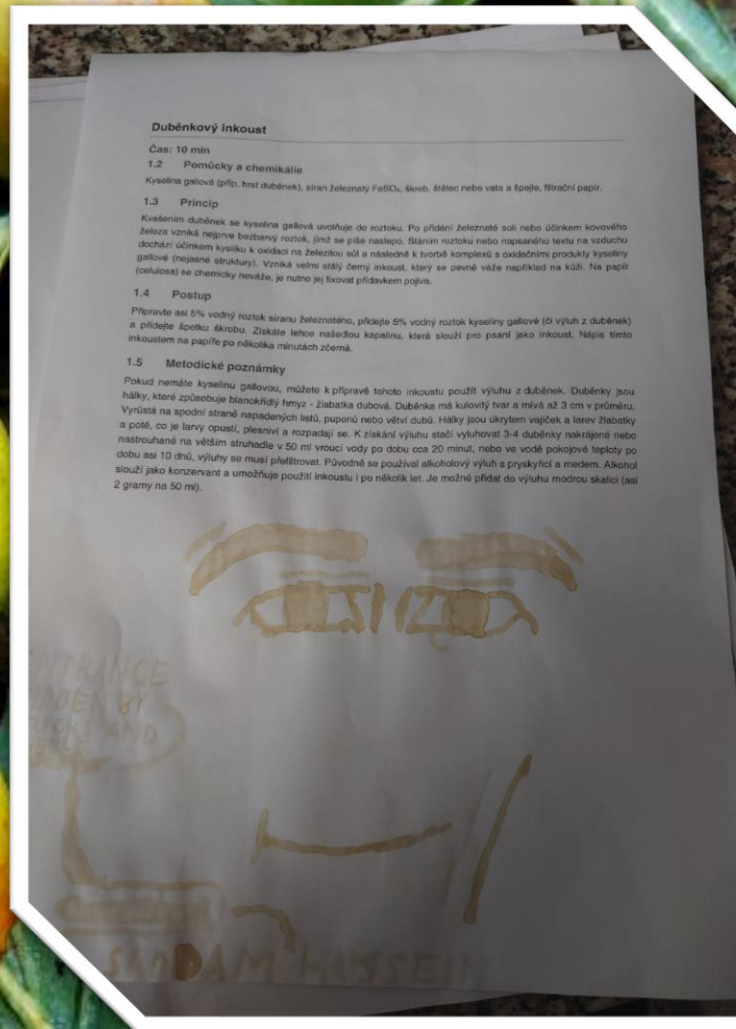 Duběnkový inkoust
Čas: 10 min
1.2 Pomůcky a chemikálie
Kyselina gallová (příp. hrst duběnek), síran železnatý FeSO₄, škrob, štětec nebo vata a špejle, filtrační papír.
1.3 Princip
Kvašením duběnek se kyselina gallová uvolňuje do roztoku. Po přidání železnaté soli nebo účinkem kovového
železa vzniká nejprve bezbarvý roztok, jímž se píše naslepo. Stáním roztoku nebo napsaného textu na vzduchu
dochází účinkem kyslíku k oxidaci na železitou sůl a následně k tvorbě komplexů s oxidačními produkty kyseliny
gallové (nejasné struktury). Vzniká velmi stálý černý inkoust, který se pevně váže například na kůži. Na papír
(celulosa) se chemicky neváže, je nutno jej fixovat přídavkem pojiva.
1.4 Postup
Připravte asi 5% vodný roztok síranu železnatého, přidejte 5% vodný roztok kyseliny gallové (či výluh z duběnek)
a přidejte špetku škrobu. Získáte lehce našedlou kapalinu, která slouží pro psaní jako inkoust. Nápis tímto
inkoustem na papíře po několika minutách zčerná.
1.5 Metodické poznámky
Pokud nemáte kyselinu gallovou, můžete k přípravě tohoto inkoustu použít výluhu z duběnek. Duběnky jsou
hálky, které způsobuje blanokřídlý hmyz - žlabatka dubová. Duběnka má kulovitý tvar a mívá až 3 cm v průměru.
Vyrůstá na spodní straně napadených listů, pupenů nebo větví dubů. Hálky jsou úkrytem vajíček a larev žlabatky
a poté, co je larvy opustí, plesniví a rozpadají se. K získání výluhu stačí vyluhovat 3-4 duběnky nakrájené nebo
nastrouhané na větším struhadle v 50 ml vroucí vody po dobu cca 20 minut, nebo ve vodě pokojové teploty po
dobu asi 10 dnů, výluhy se musí přefiltrovat. Původně se používal alkoholový výluh s pryskyřicí a medem. Alkohol
slouží jako konzervant a umožňuje použití inkoustu i po několik let. Je možné přidat do výluhu modrou skalici (asi
2 gramy na 50 ml).
ENTRANCE
HIDDEN BY
BRICKS AND
SADDAM HUSSEIN